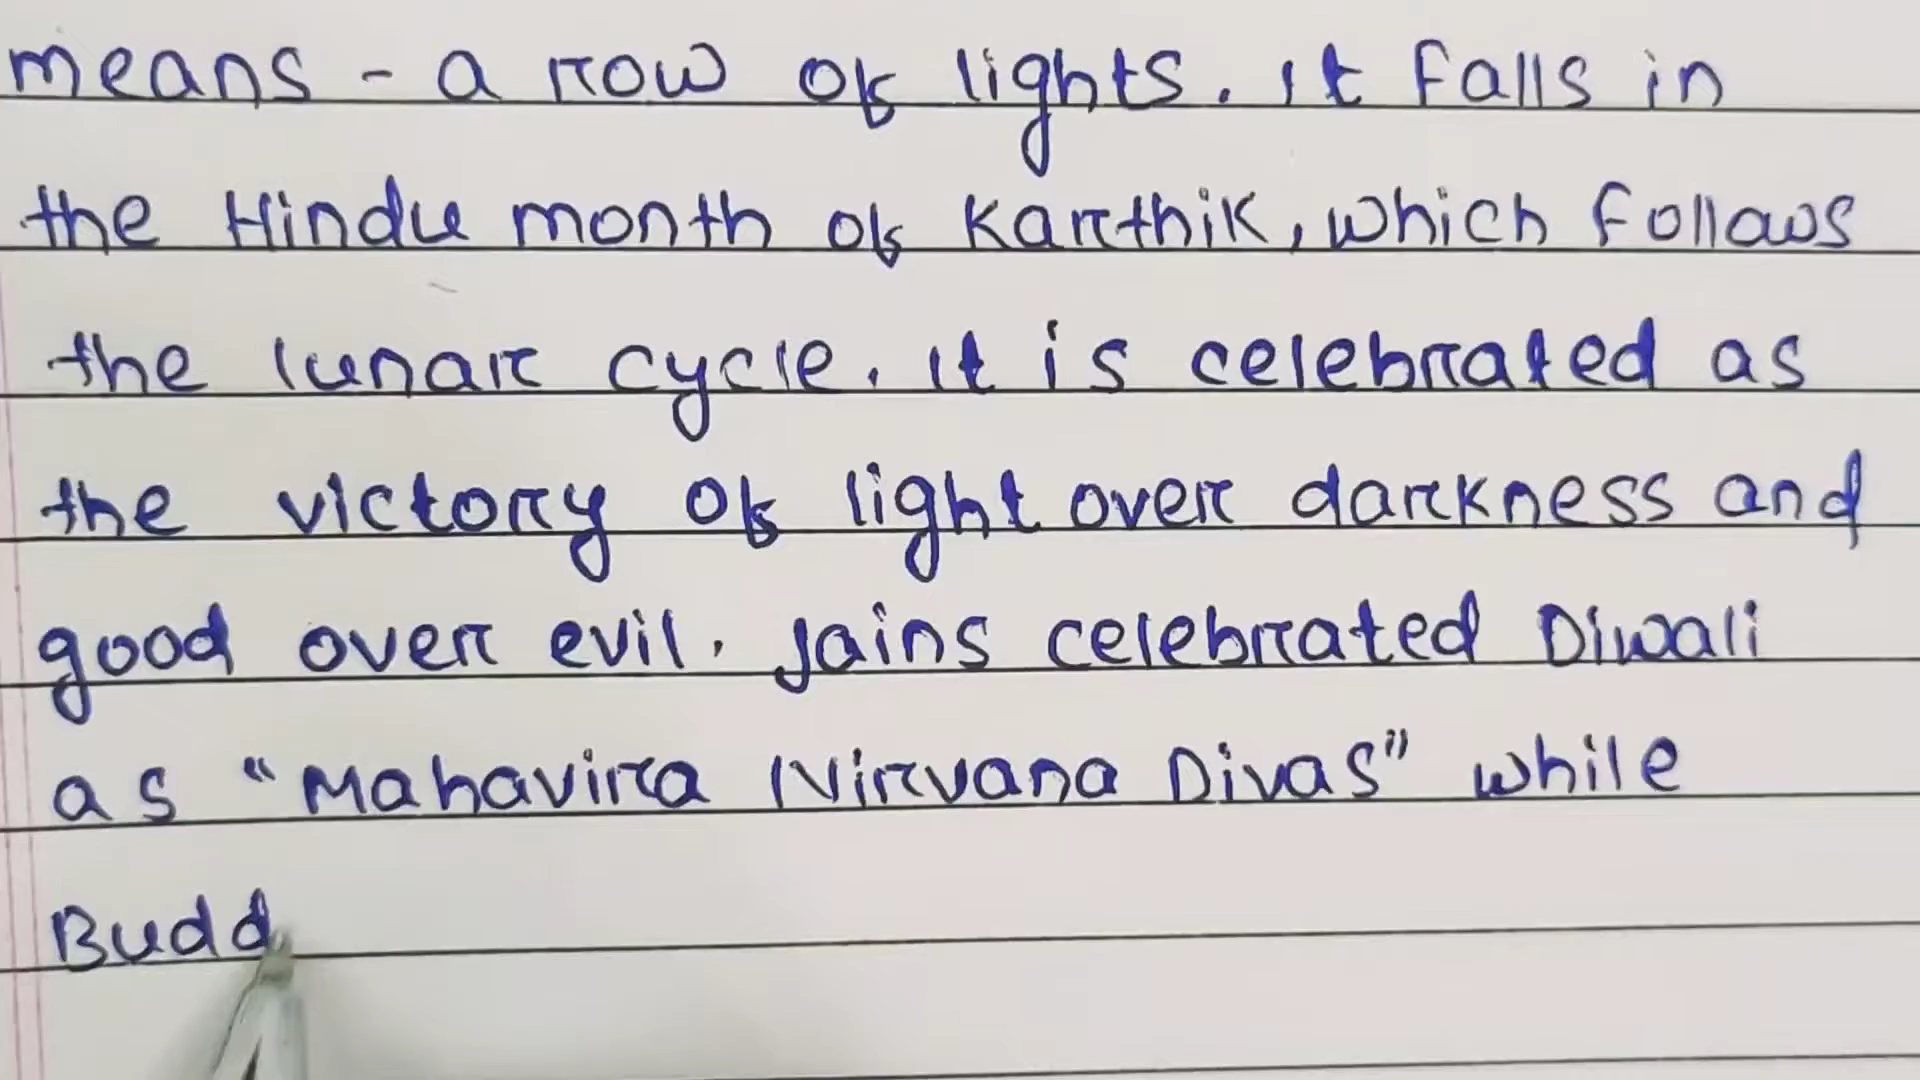 means - a row of lights. it falls in
the Hindu month of Karthik, which follows
the lunar cycle. it is celebrated as
the victory of light over darkness and
good over evil. Jains celebrated Diwali
as "Mahavira Nirvana Divas" while
Budd